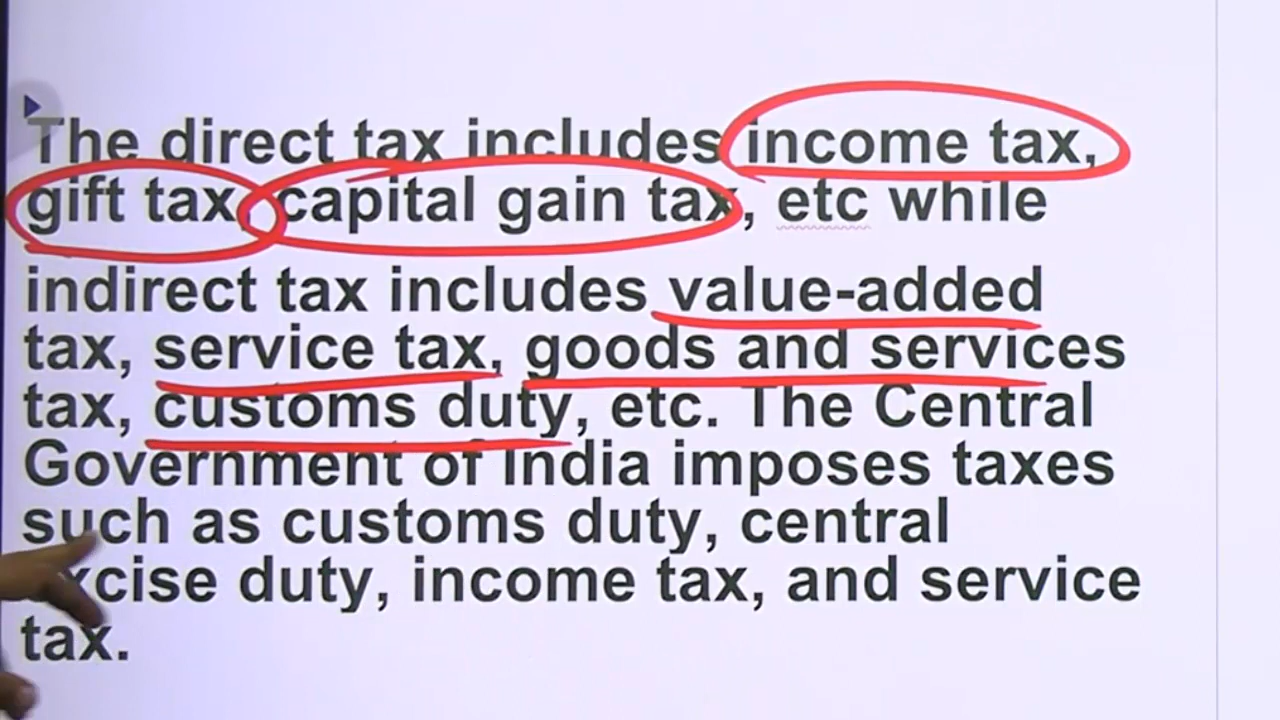 The direct tax includes income tax,
gift tax, capital gain tax, etc while
indirect tax includes value-added
tax, service tax, goods and services
tax, customs duty, etc. The Central
Government of India imposes taxes
such as customs duty, central
excise duty, income tax, and service
tax.